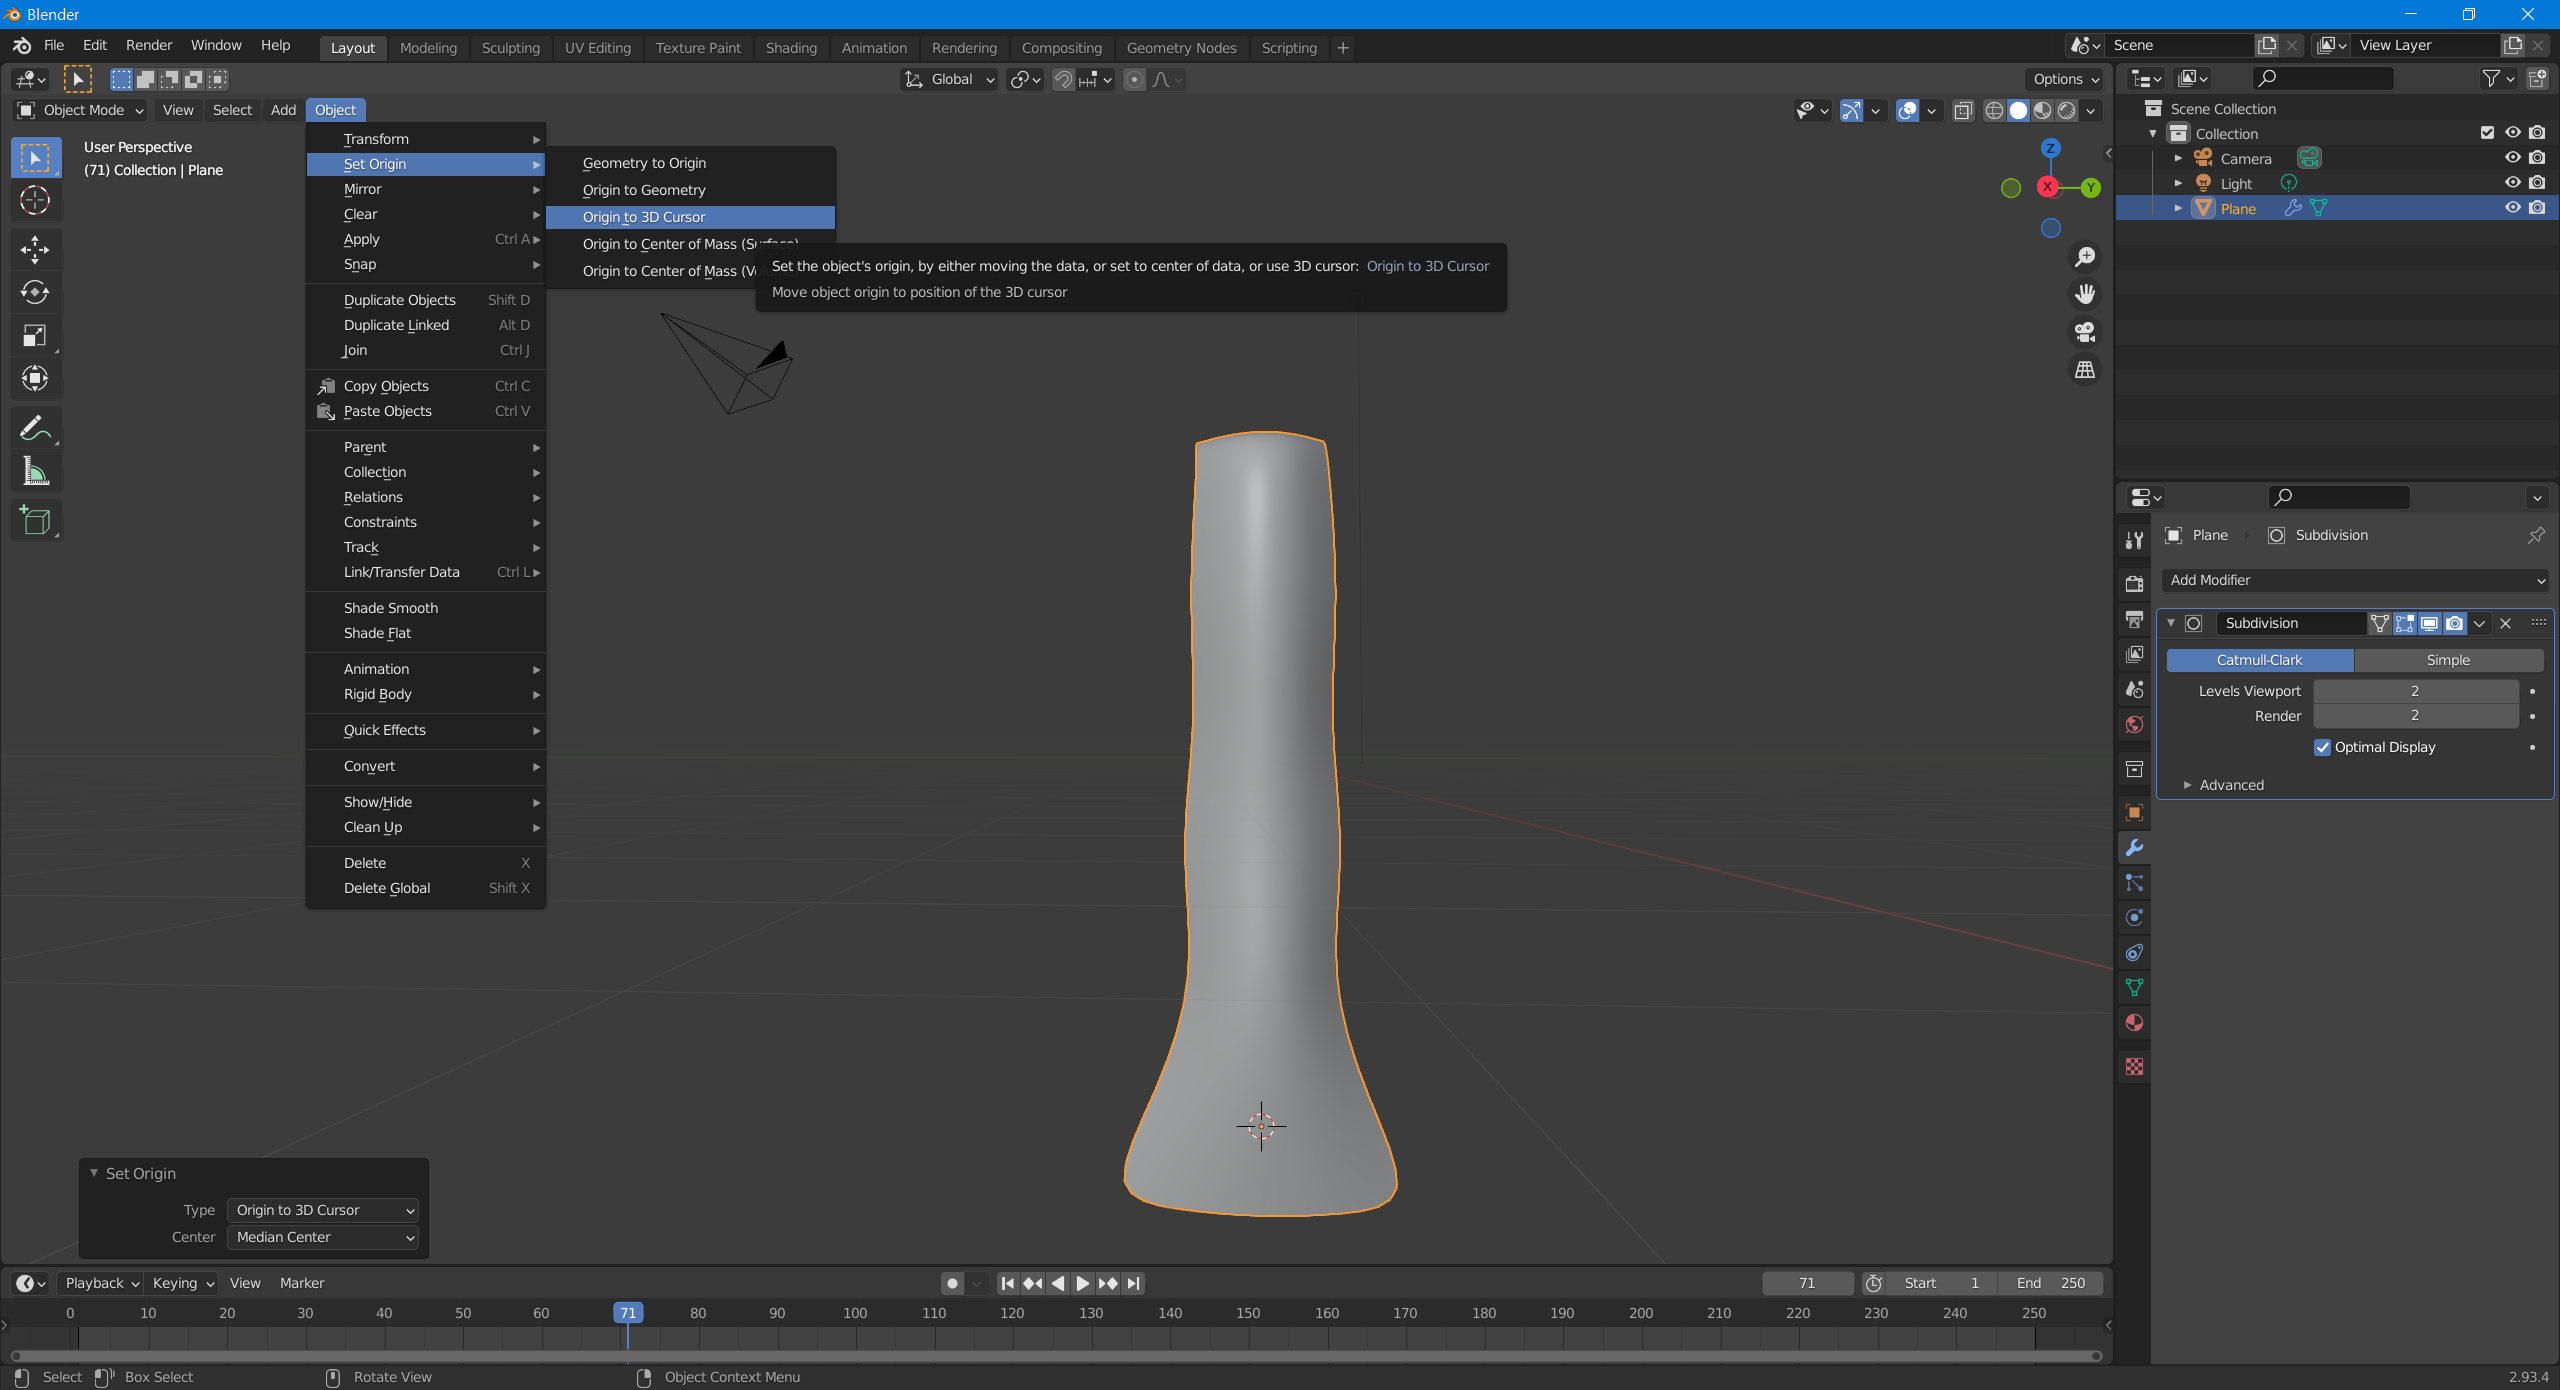 Blender
File Edit Render Window Help Layout Modeling Sculpting UV Editing Texture Paint Shading Animation Rendering Compositing Geometry Nodes Scripting + Scene View Layer
Global Options
Object Mode View Select Add Object
User Perspective
(71) Collection | Plane
Transform
Set Origin
Mirror
Clear
Apply Ctrl A
Snap
Duplicate Objects Shift D
Duplicate Linked Alt D
Join Ctrl J
Copy Objects Ctrl C
Paste Objects Ctrl V
Parent
Collection
Relations
Constraints
Track
Link/Transfer Data Ctrl L
Shade Smooth
Shade Flat
Animation
Rigid Body
Quick Effects
Convert
Show/Hide
Clean Up
Delete X
Delete Global Shift X
Geometry to Origin
Origin to Geometry
Origin to 3D Cursor
Origin to Center of Mass (Surface)
Origin to Center of Mass (Vo
Set the object's origin, by either moving the data, or set to center of data, or use 3D cursor: Origin to 3D Cursor
Move object origin to position of the 3D cursor
Z
X
Y
Scene Collection
Collection
Camera
Light
Plane
Plane Subdivision
Add Modifier
Subdivision
Catmull-Clark Simple
Levels Viewport 2
Render 2
Optimal Display
Advanced
Set Origin
Type Origin to 3D Cursor
Center Median Center
Playback Keying View Marker 71 Start 1 End 250
0 10 20 30 40 50 60 71 80 90 100 110 120 130 140 150 160 170 180 190 200 210 220 230 240 250
Select Box Select Rotate View Object Context Menu 2.93.4